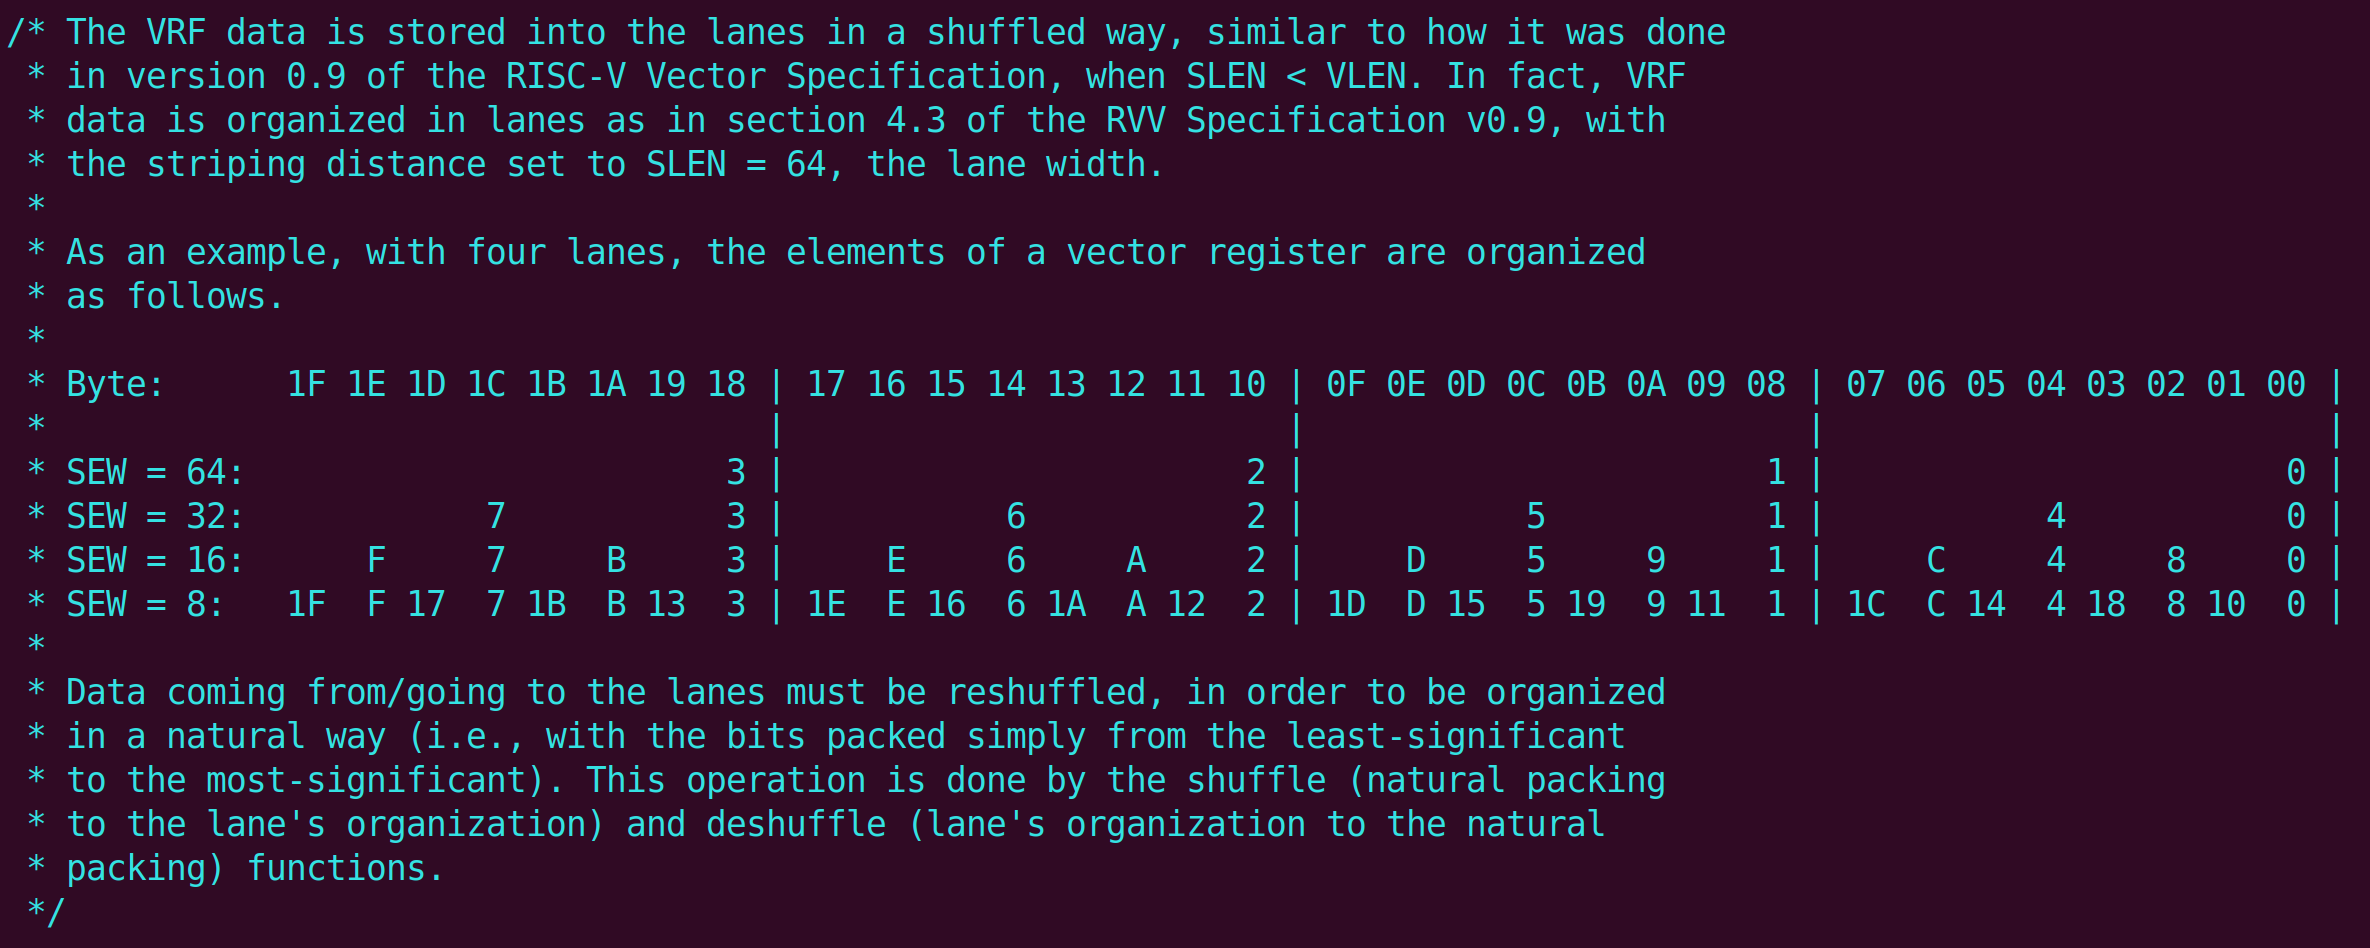 /* The VRF data is stored into the lanes in a shuffled way, similar to how it was done
 * in version 0.9 of the RISC-V Vector Specification, when SLEN < VLEN. In fact, VRF
 * data is organized in lanes as in section 4.3 of the RVV Specification v0.9, with
 * the striping distance set to SLEN = 64, the lane width.
 *
 * As an example, with four lanes, the elements of a vector register are organized
 * as follows.
 *
 * Byte:      1F 1E 1D 1C 1B 1A 19 18 | 17 16 15 14 13 12 11 10 | 0F 0E 0D 0C 0B 0A 09 08 | 07 06 05 04 03 02 01 00 |
 *                                    |                         |                         |                         |
 * SEW = 64:                        3 |                       2 |                       1 |                       0 |
 * SEW = 32:            7           3 |           6           2 |           5           1 |           4           0 |
 * SEW = 16:      F     7     B     3 |     E     6     A     2 |     D     5     9     1 |     C     4     8     0 |
 * SEW = 8:   1F  F 17  7 1B  B 13  3 | 1E  E 16  6 1A  A 12  2 | 1D  D 15  5 19  9 11  1 | 1C  C 14  4 18  8 10  0 |
 *
 * Data coming from/going to the lanes must be reshuffled, in order to be organized
 * in a natural way (i.e., with the bits packed simply from the least-significant
 * to the most-significant). This operation is done by the shuffle (natural packing
 * to the lane's organization) and deshuffle (lane's organization to the natural
 * packing) functions.
 */